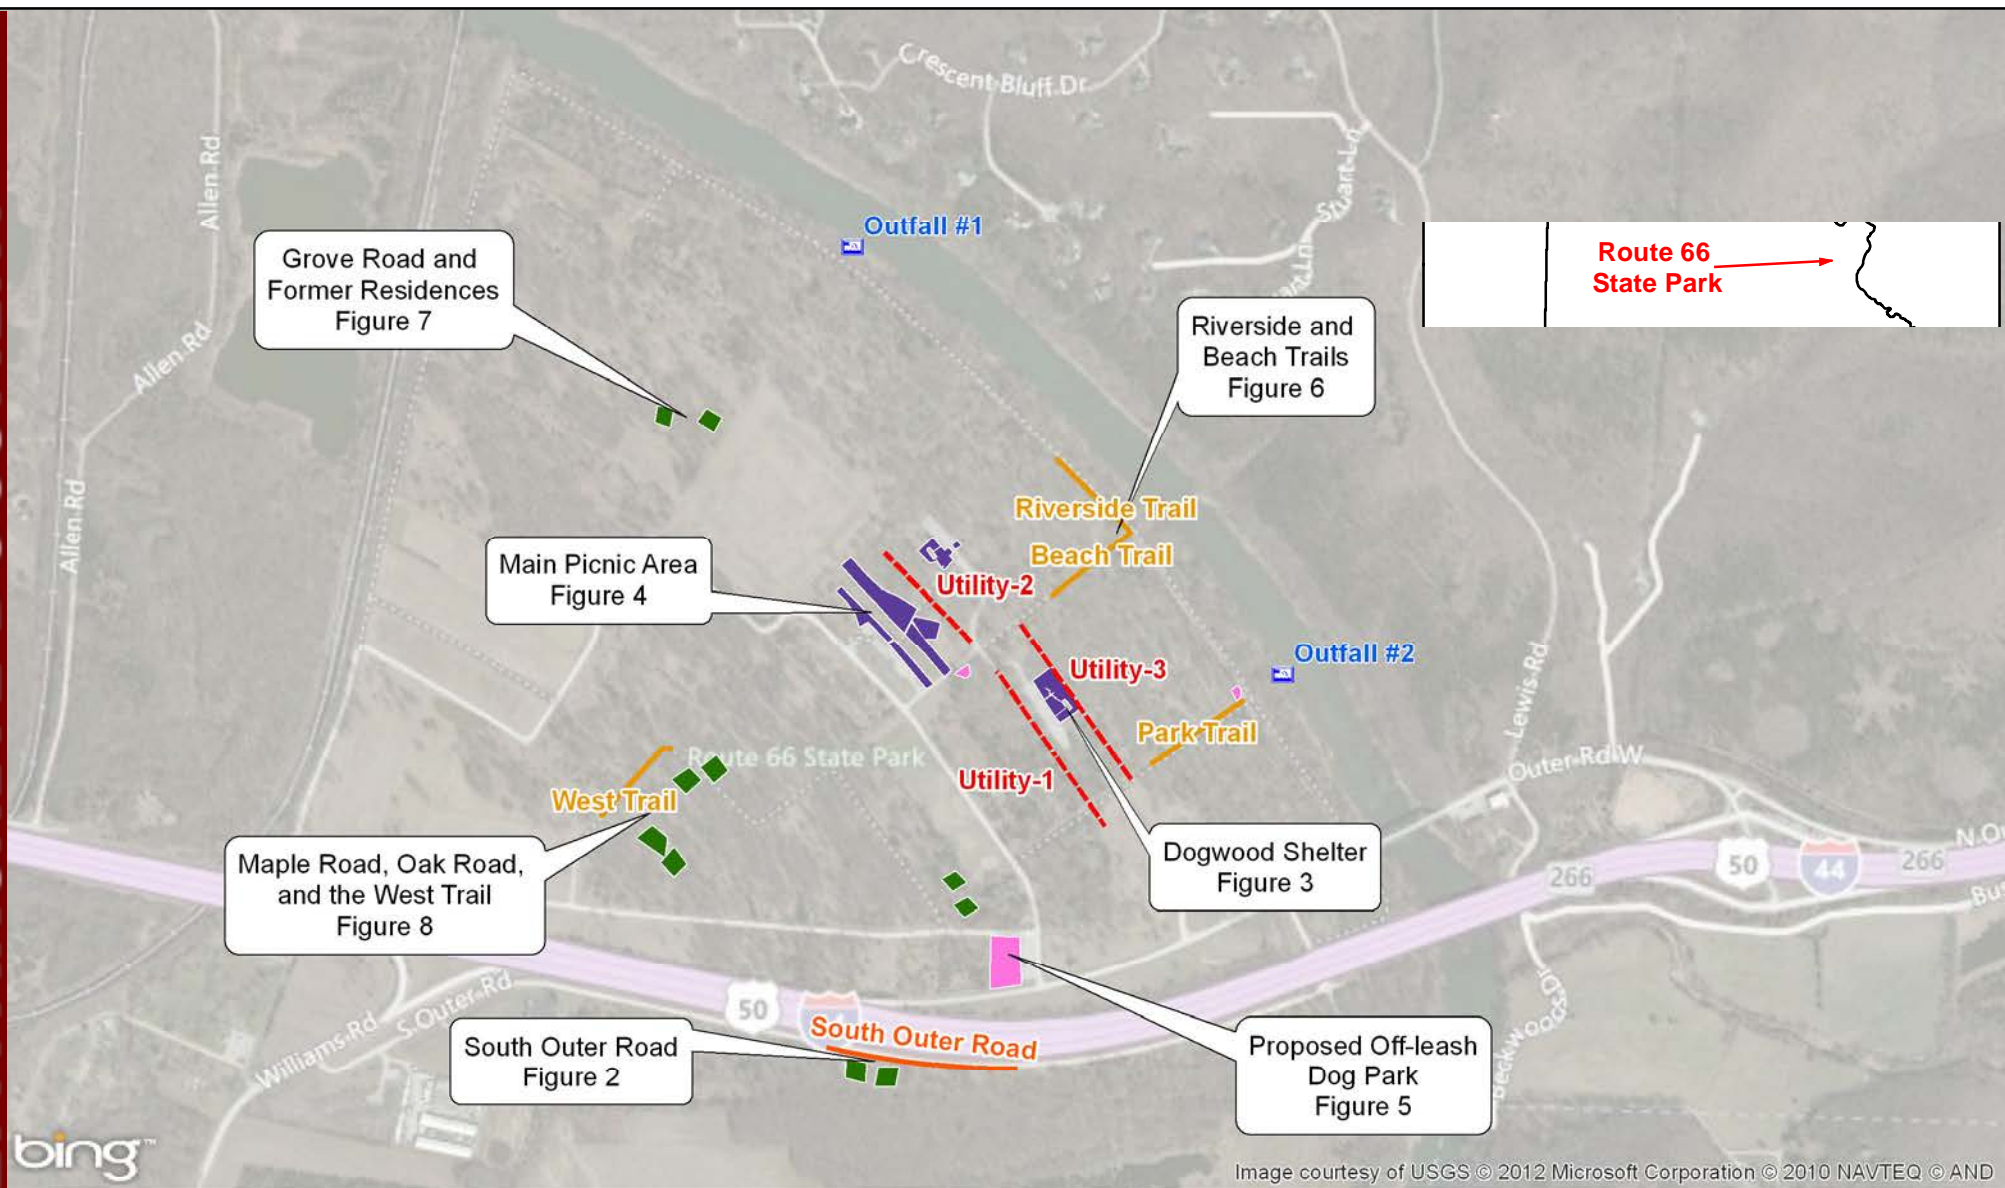 Crescent Bluff Dr
Allen Rd
Stuart Ln
Outfall #1
Route 66
State Park
Grove Road and
Former Residences
Figure 7
Riverside and
Beach Trails
Figure 6
Allen Rd
Allen Rd
Riverside Trail
Beach Trail
Main Picnic Area
Figure 4
Utility-2
Utility-3
Outfall #2
Lewis Rd
Park Trail
Route 66 State Park
Utility-1
Outer Rd W
West Trail
Maple Road, Oak Road,
and the West Trail
Figure 8
Dogwood Shelter
Figure 3
266
50
44
266
S Outer Rd
Williams Rd
50
South Outer Road
South Outer Road
Figure 2
Proposed Off-leash
Dog Park
Figure 5
Beckwoods Dr
bing™
Image courtesy of USGS © 2012 Microsoft Corporation © 2010 NAVTEQ © AND